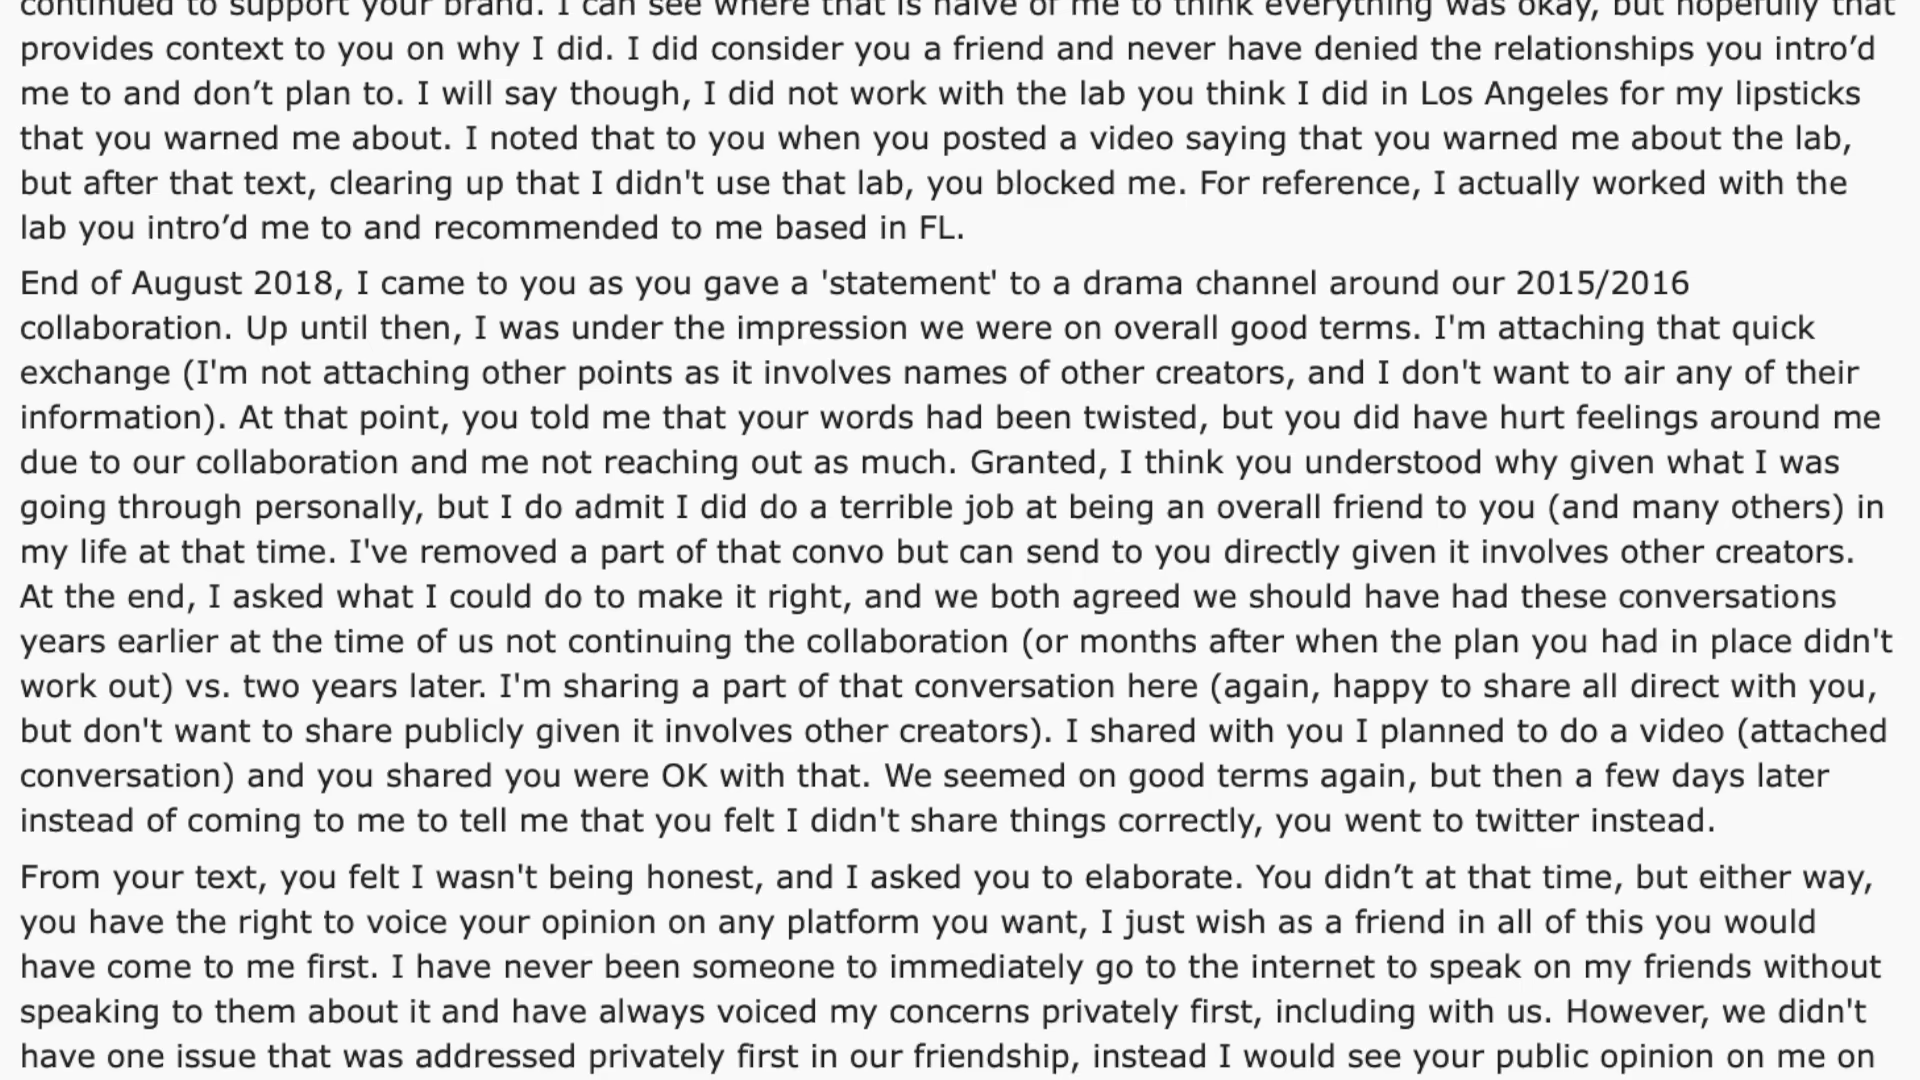 continued to support your brand. I can see where that is naive of me to think everything was okay, but hopefully that
provides context to you on why I did. I did consider you a friend and never have denied the relationships you intro’d
me to and don’t plan to. I will say though, I did not work with the lab you think I did in Los Angeles for my lipsticks
that you warned me about. I noted that to you when you posted a video saying that you warned me about the lab,
but after that text, clearing up that I didn't use that lab, you blocked me. For reference, I actually worked with the
lab you intro’d me to and recommended to me based in FL.
End of August 2018, I came to you as you gave a 'statement' to a drama channel around our 2015/2016
collaboration. Up until then, I was under the impression we were on overall good terms. I'm attaching that quick
exchange (I'm not attaching other points as it involves names of other creators, and I don't want to air any of their
information). At that point, you told me that your words had been twisted, but you did have hurt feelings around me
due to our collaboration and me not reaching out as much. Granted, I think you understood why given what I was
going through personally, but I do admit I did do a terrible job at being an overall friend to you (and many others) in
my life at that time. I've removed a part of that convo but can send to you directly given it involves other creators.
At the end, I asked what I could do to make it right, and we both agreed we should have had these conversations
years earlier at the time of us not continuing the collaboration (or months after when the plan you had in place didn't
work out) vs. two years later. I'm sharing a part of that conversation here (again, happy to share all direct with you,
but don't want to share publicly given it involves other creators). I shared with you I planned to do a video (attached
conversation) and you shared you were OK with that. We seemed on good terms again, but then a few days later
instead of coming to me to tell me that you felt I didn't share things correctly, you went to twitter instead.
From your text, you felt I wasn't being honest, and I asked you to elaborate. You didn’t at that time, but either way,
you have the right to voice your opinion on any platform you want, I just wish as a friend in all of this you would
have come to me first. I have never been someone to immediately go to the internet to speak on my friends without
speaking to them about it and have always voiced my concerns privately first, including with us. However, we didn't
have one issue that was addressed privately first in our friendship, instead I would see your public opinion on me on